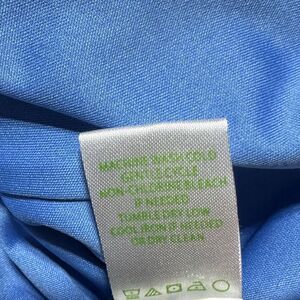 MACHINE WASH COLD
GENTLE CYCLE
NON-CHLORINE BLEACH
IF NEEDED
TUMBLE DRY LOW
COOL IRON IF NEEDED
OR DRY CLEAN